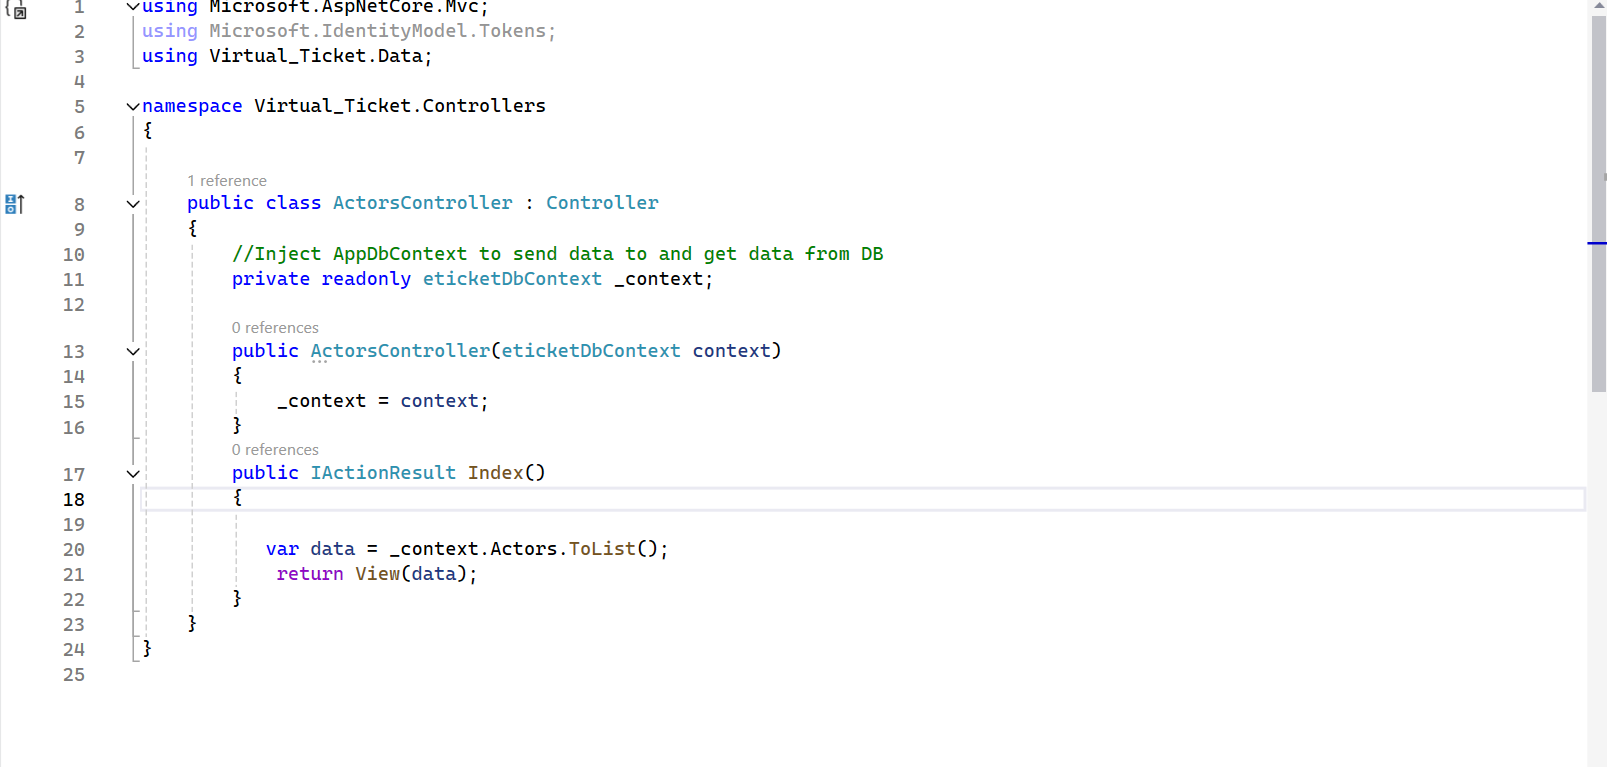 1 using Microsoft.AspNetCore.Mvc;
2 using Microsoft.IdentityModel.Tokens;
3 using Virtual_Ticket.Data;
4
5 namespace Virtual_Ticket.Controllers
6 {
7
1 reference
8 public class ActorsController : Controller
9 {
10 //Inject AppDbContext to send data to and get data from DB
11 private readonly eticketDbContext _context;
12
0 references
13 public ActorsController(eticketDbContext context)
14 {
15 _context = context;
16 }
0 references
17 public IActionResult Index()
18 {
19
20 var data = _context.Actors.ToList();
21 return View(data);
22 }
23 }
24 }
25